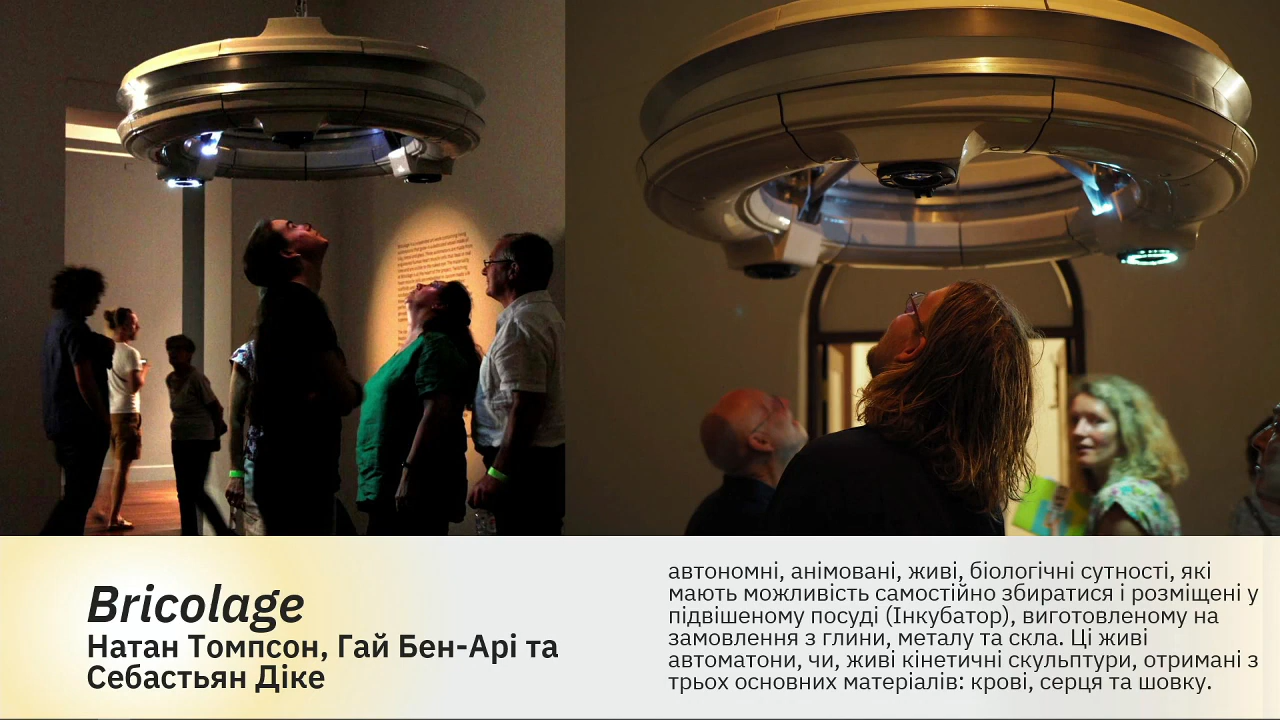 Bricolage
Натан Томпсон, Гай Бен-Арі та
Себастьян Діке
автономні, анімовані, живі, біологічні сутності, які
мають можливість самостійно збиратися і розміщені у
підвішеному посуді (Інкубатор), виготовленому на
замовлення з глини, металу та скла. Ці живі
автоматони, чи, живі кінетичні скульптури, отримані з
трьох основних матеріалів: крові, серця та шовку.